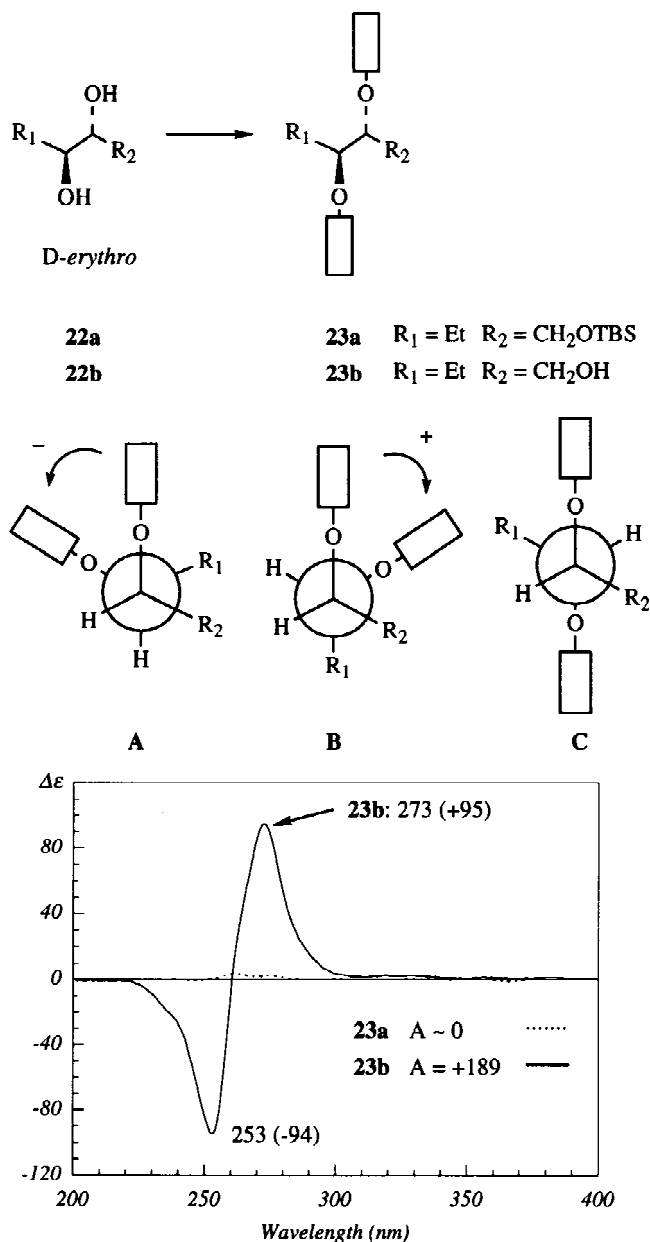 OH
O
R1
R2
R1
R2
OH
O
D-erythro
22a 23a R1 = Et R2 = CH2OTBS
22b 23b R1 = Et R2 = CH2OH
− +
O O O
O R1 H O R1 H
H R2 H R2 H R2
H R1 O
A B C
Δε
23b: 273 (+95)
80
40
0
-40
-80
-120
23a A ~ 0
23b A = +189
253 (-94)
200 250 300 350 400
Wavelength (nm)